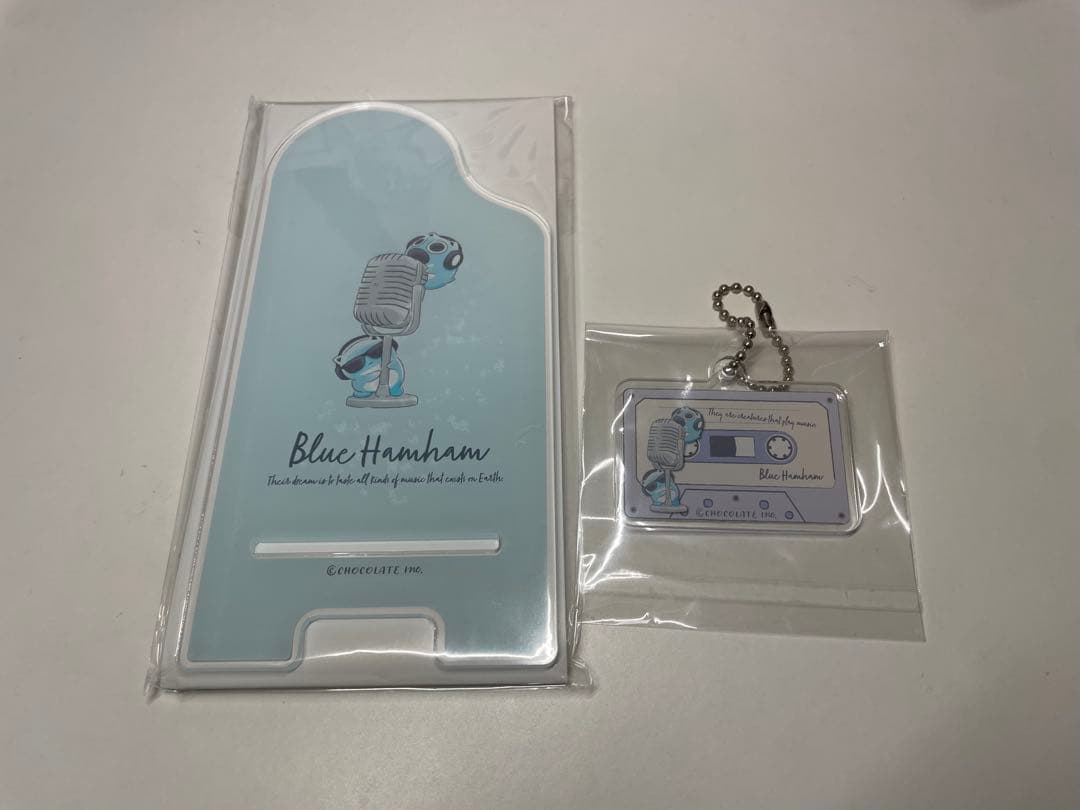 Blue Hamham
Their dream is to taste all kinds of music that exists on Earth.
©CHOCOLATE Inc.
They are creatures that play music
Blue Hamham
©CHOCOLATE Inc.